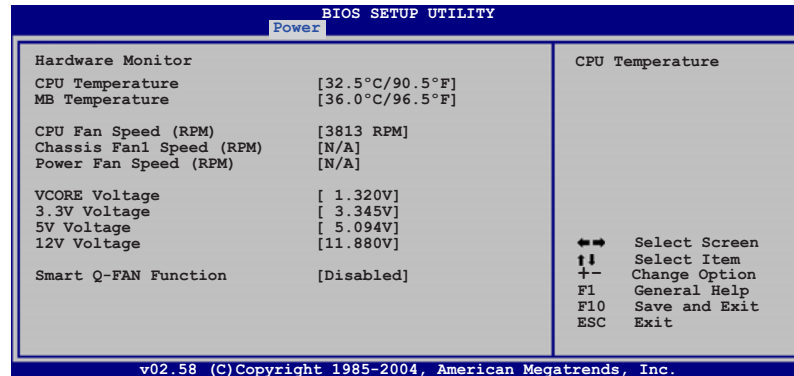 BIOS SETUP UTILITY
Power
Hardware Monitor
CPU Temperature [32.5°C/90.5°F]
MB Temperature [36.0°C/96.5°F]
CPU Fan Speed (RPM) [3813 RPM]
Chassis Fan1 Speed (RPM) [N/A]
Power Fan Speed (RPM) [N/A]
VCORE Voltage [ 1.320V]
3.3V Voltage [ 3.345V]
5V Voltage [ 5.094V]
12V Voltage [11.880V]
Smart Q-FAN Function [Disabled]
CPU Temperature
←→ Select Screen
↑↓ Select Item
+- Change Option
F1 General Help
F10 Save and Exit
ESC Exit
v02.58 (C)Copyright 1985-2004, American Megatrends, Inc.